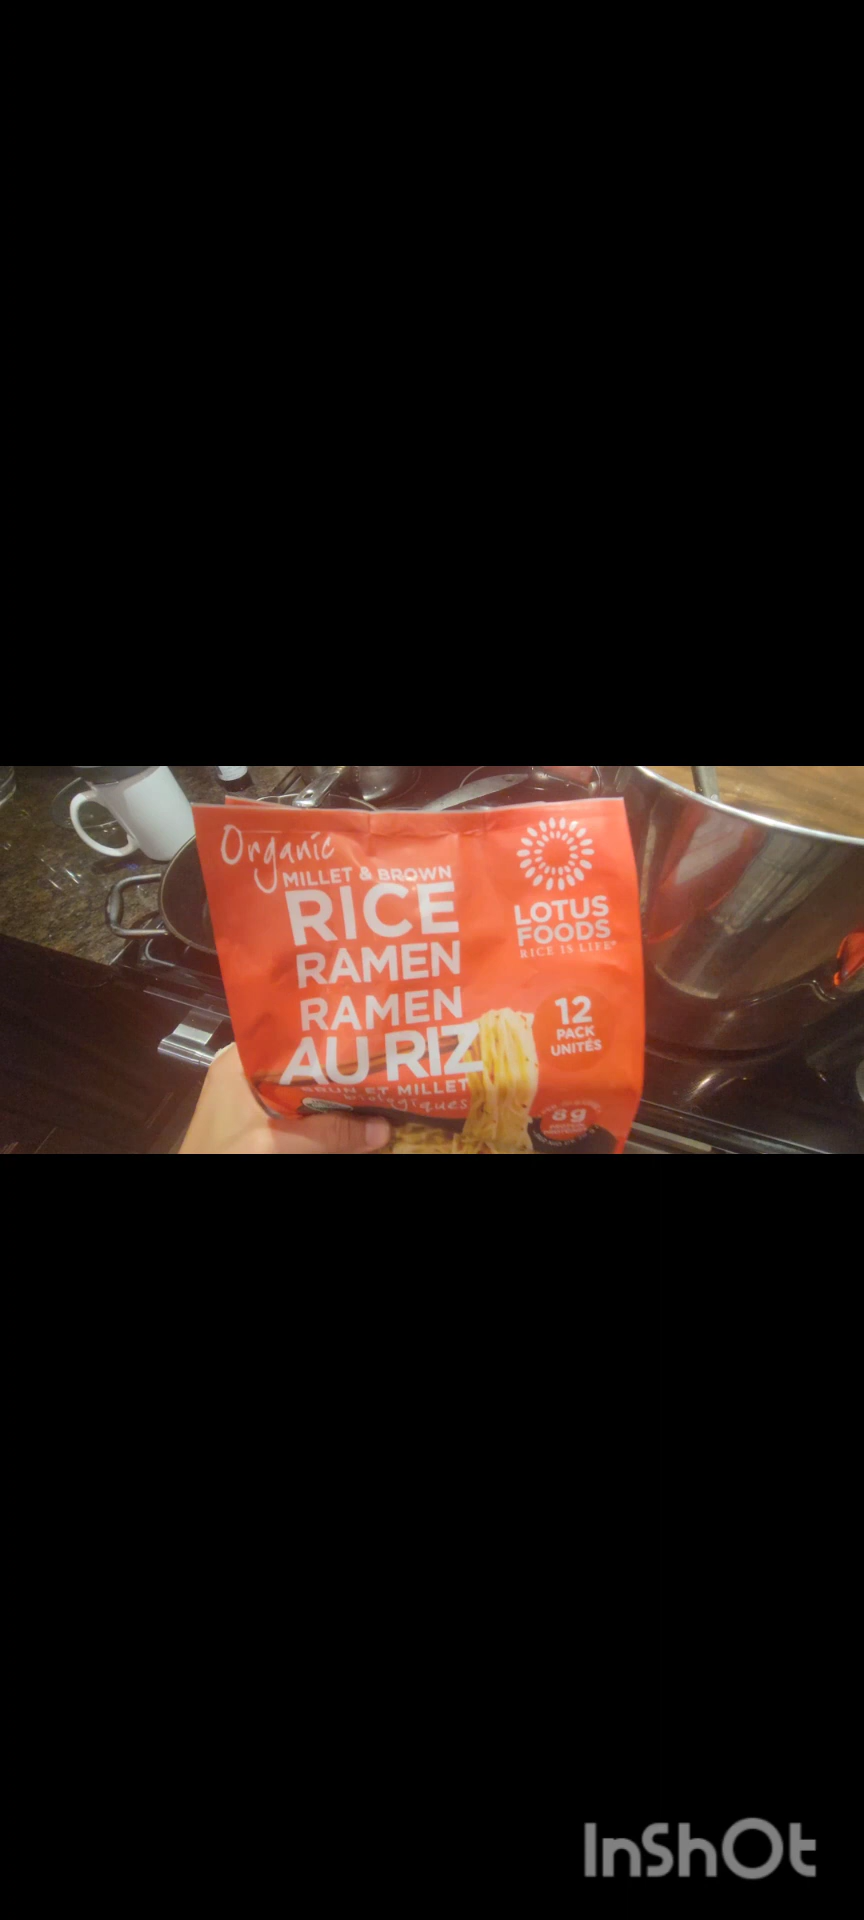 Organic
MILLET & BROWN
RICE
RAMEN
RAMEN
AU RIZ
BRUN ET MILLET
biologiques
LOTUS
FOODS
RICE IS LIFE
12
PACK
UNITÉS
8g
InShOt